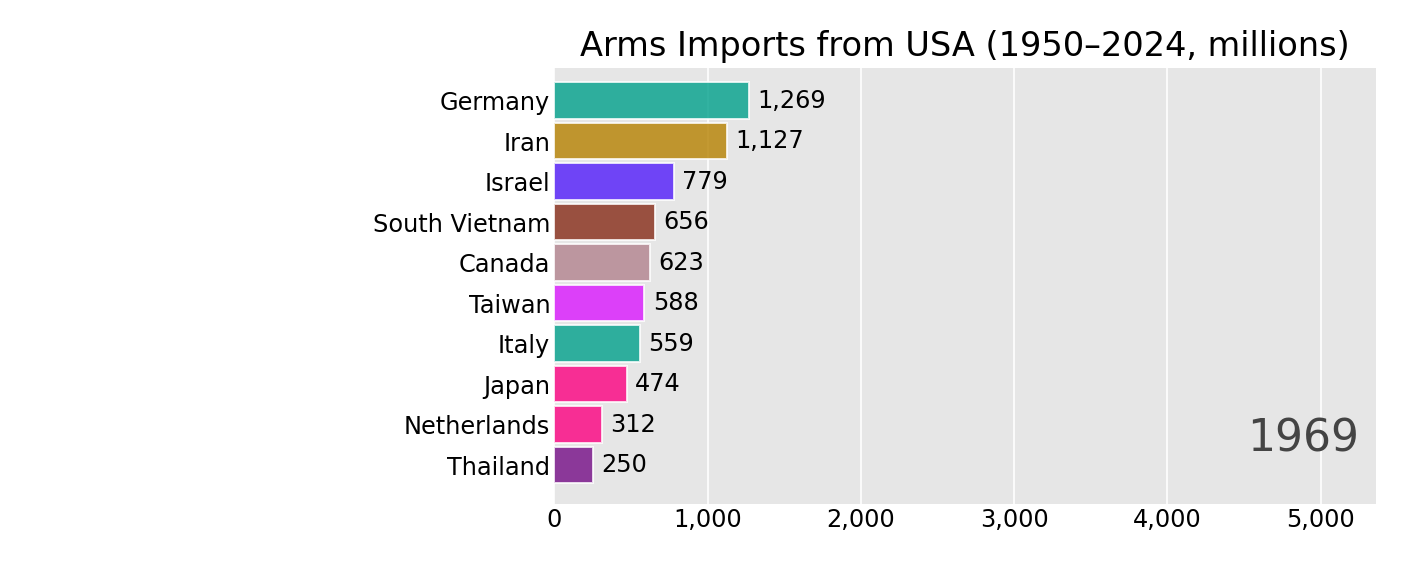 Arms Imports from USA (1950–2024, millions)
Germany 1,269
Iran 1,127
Israel 779
South Vietnam 656
Canada 623
Taiwan 588
Italy 559
Japan 474
Netherlands 312
Thailand 250
1969
0 1,000 2,000 3,000 4,000 5,000